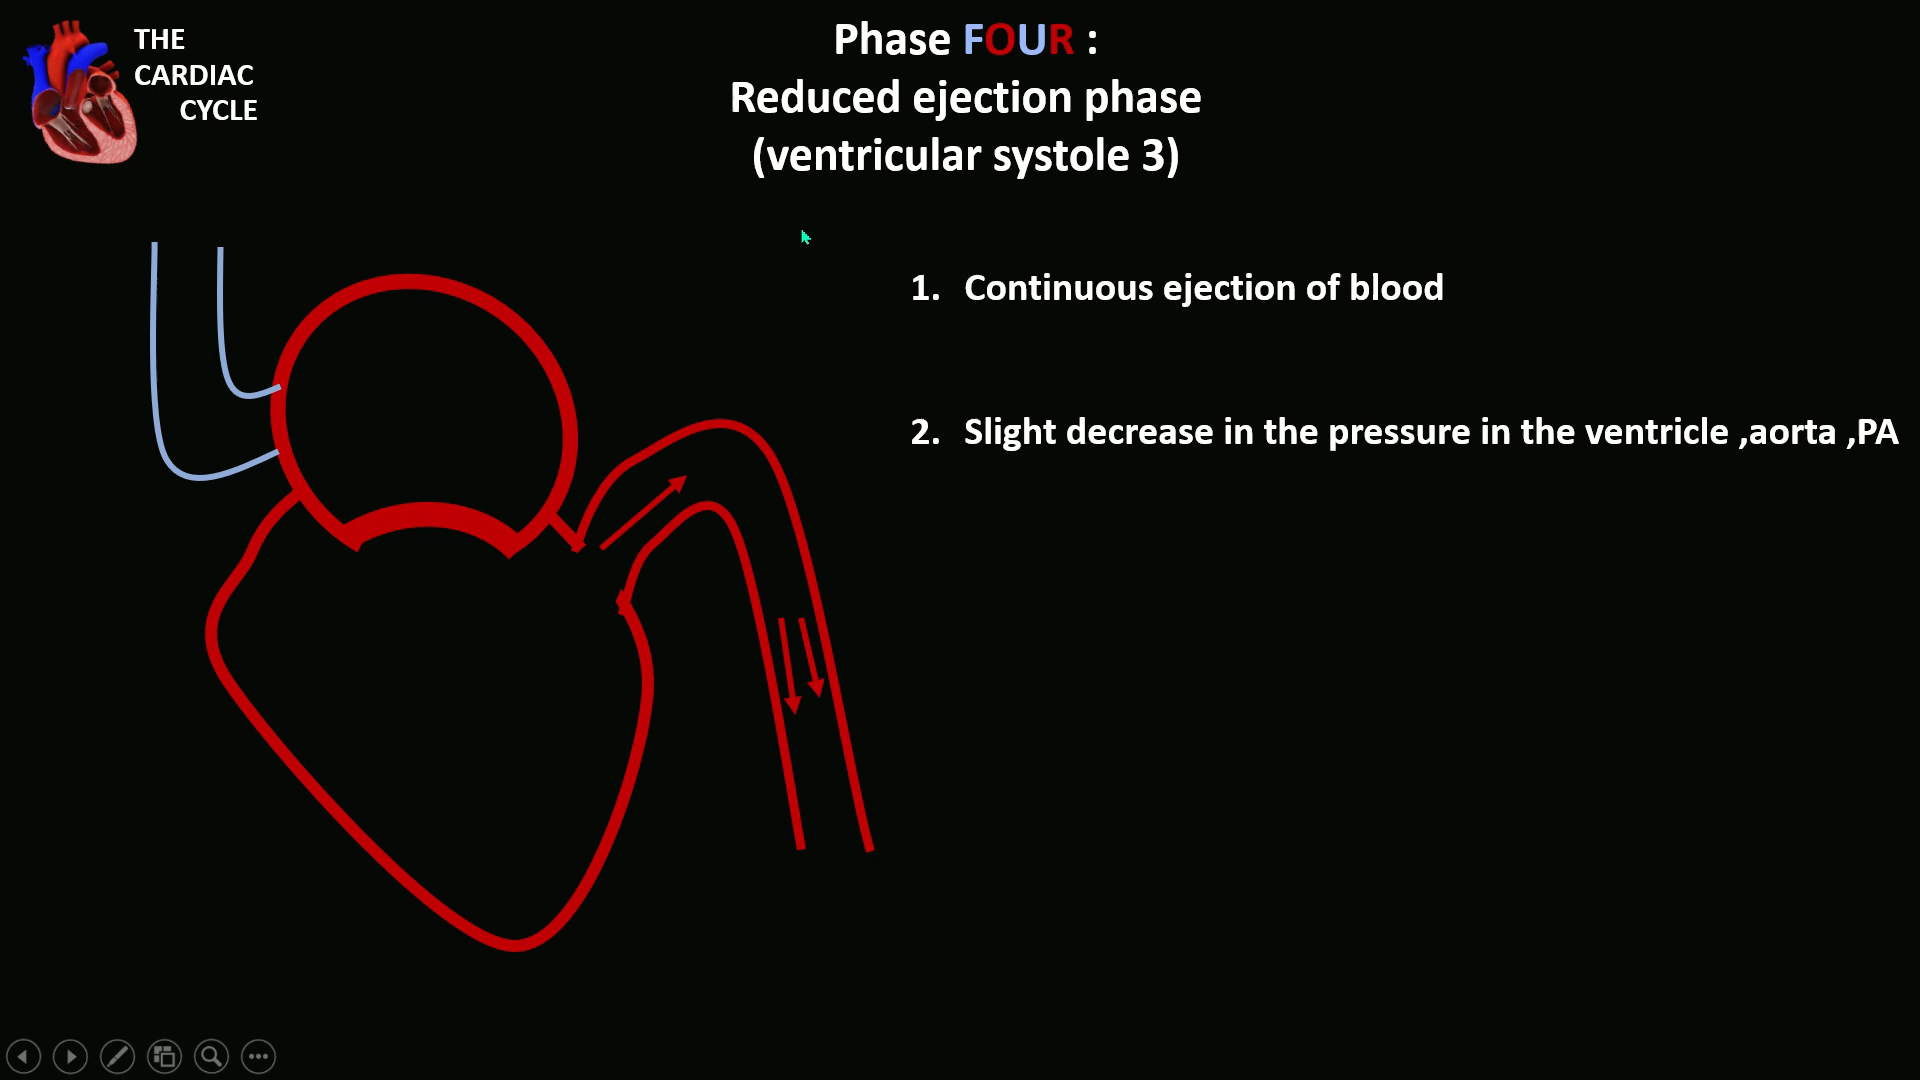 THE
CARDIAC
CYCLE
Phase FOUR :
Reduced ejection phase
(ventricular systole 3)
1. Continuous ejection of blood
2. Slight decrease in the pressure in the ventricle ,aorta ,PA